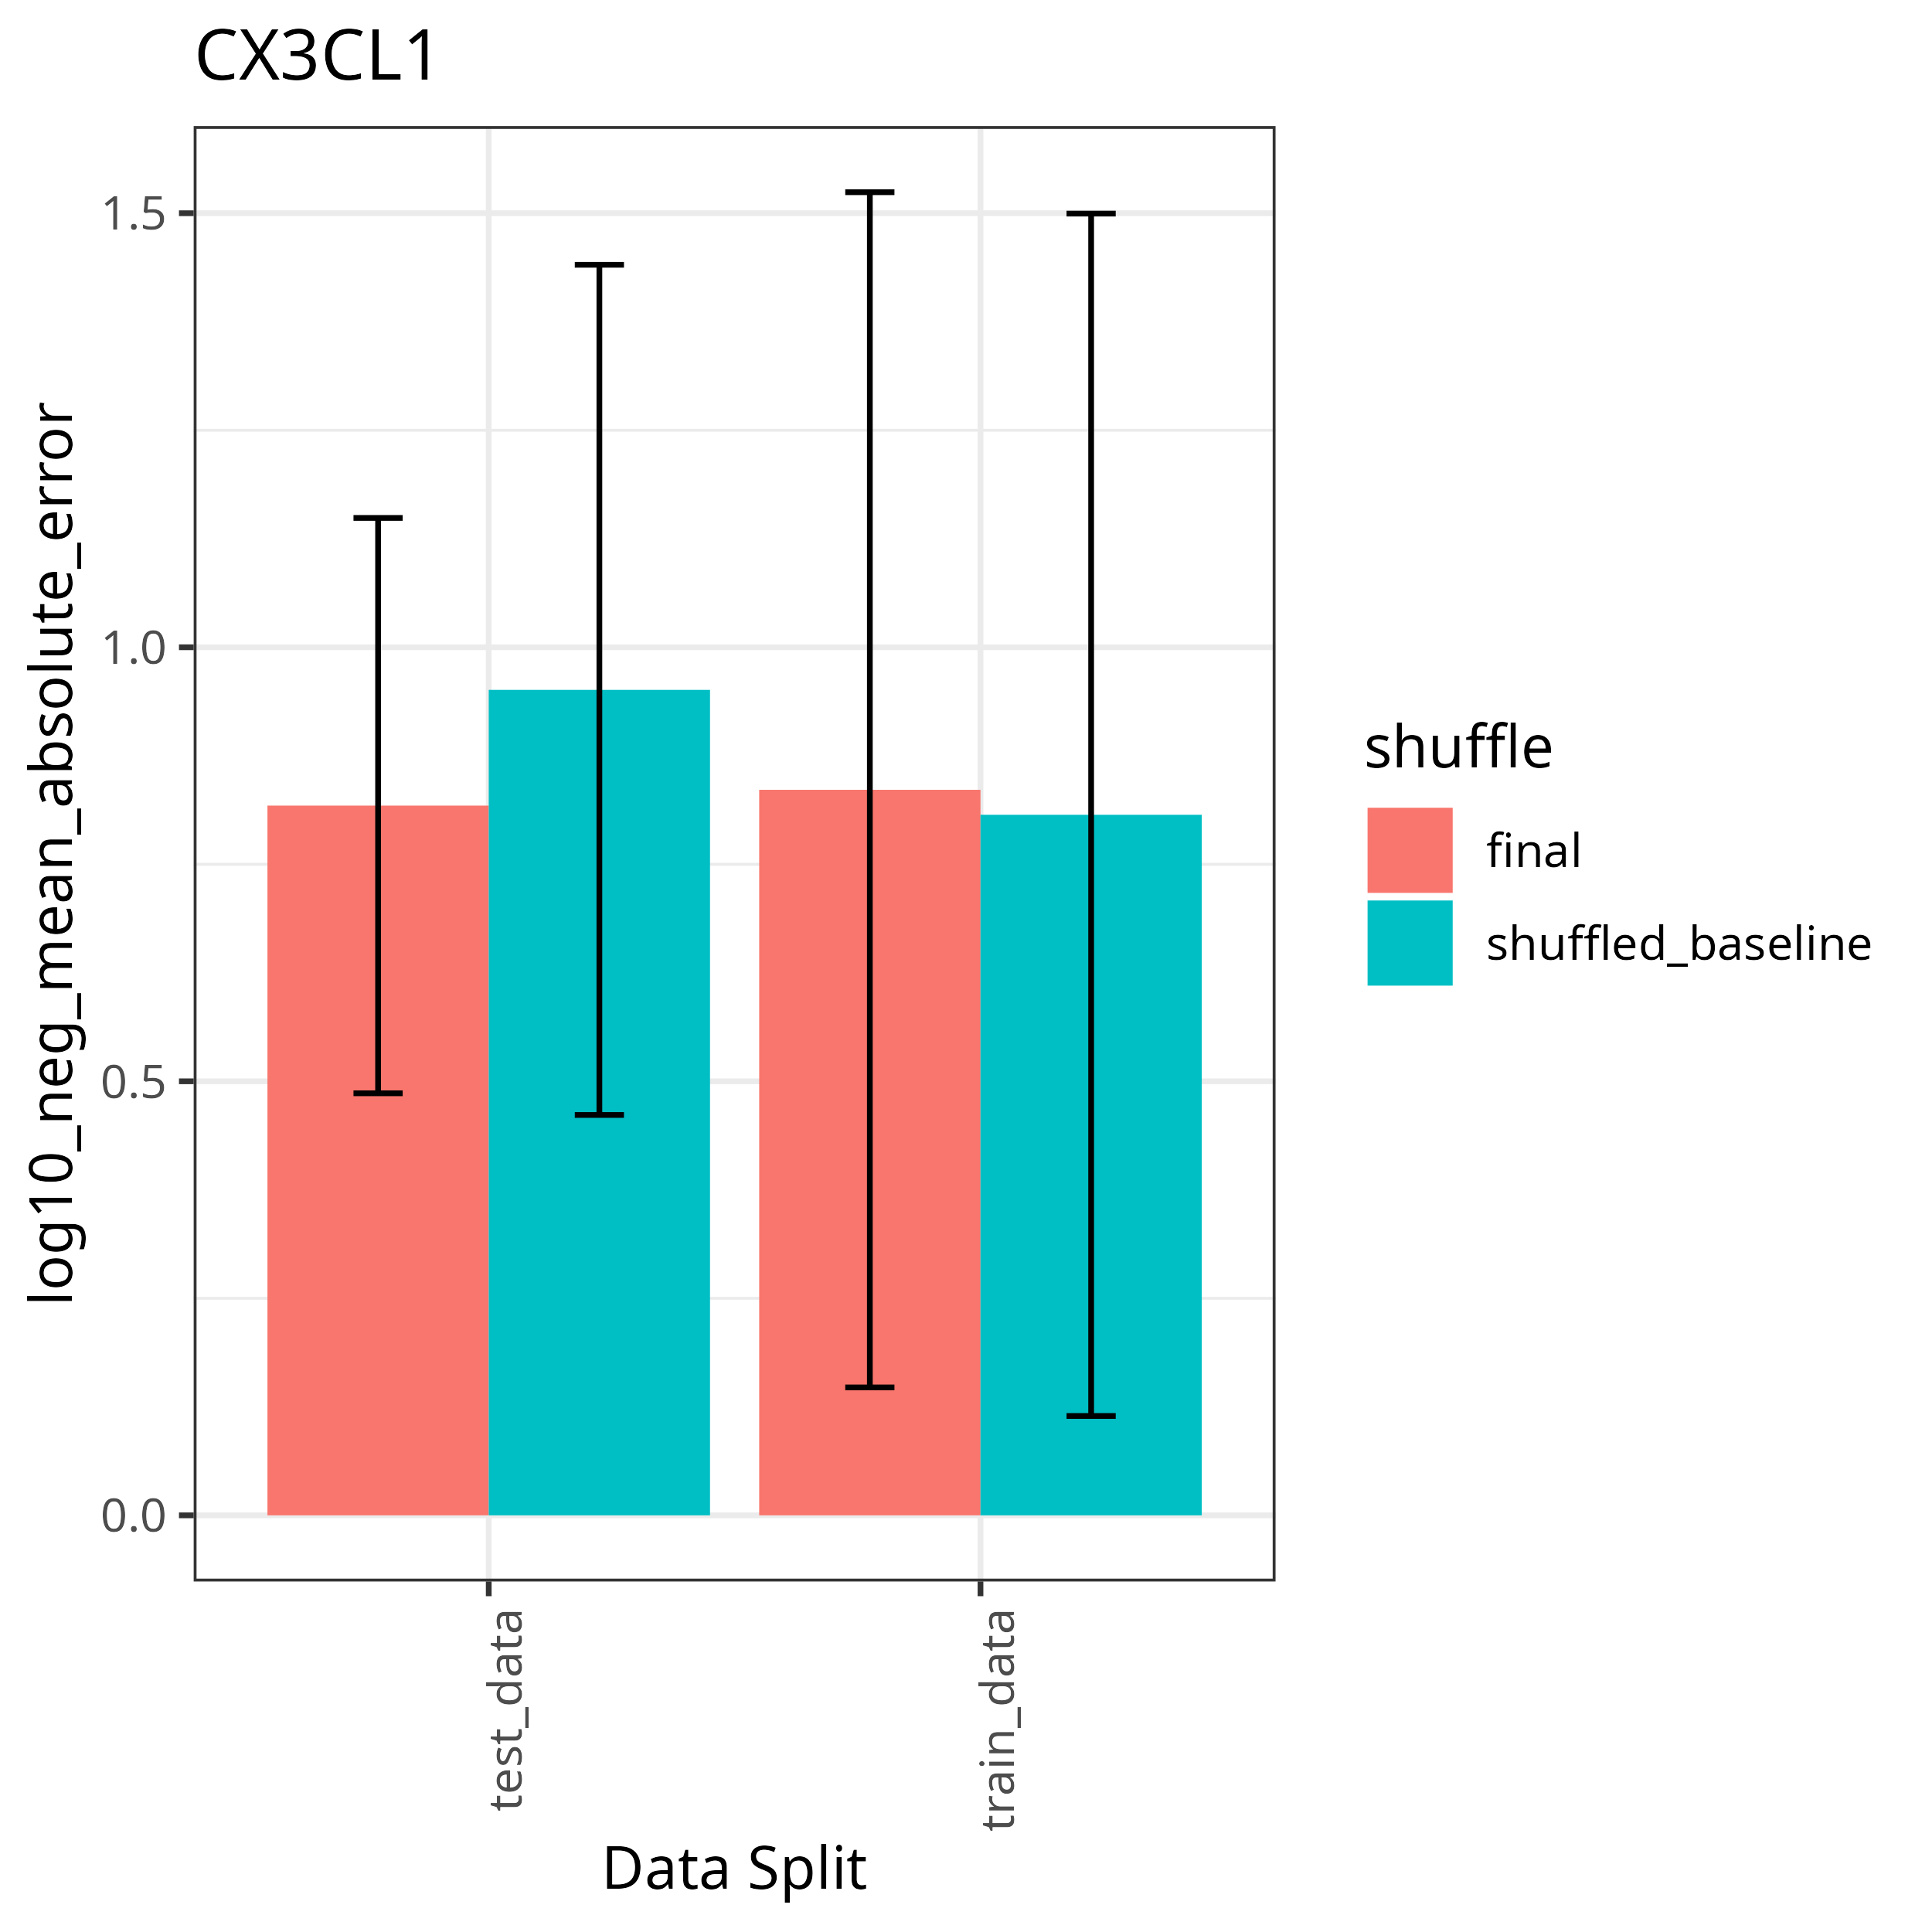 CX3CL1
log10_neg_mean_absolute_error
1.5
1.0
0.5
0.0
test_data
train_data
Data Split
shuffle
final
shuffled_baseline